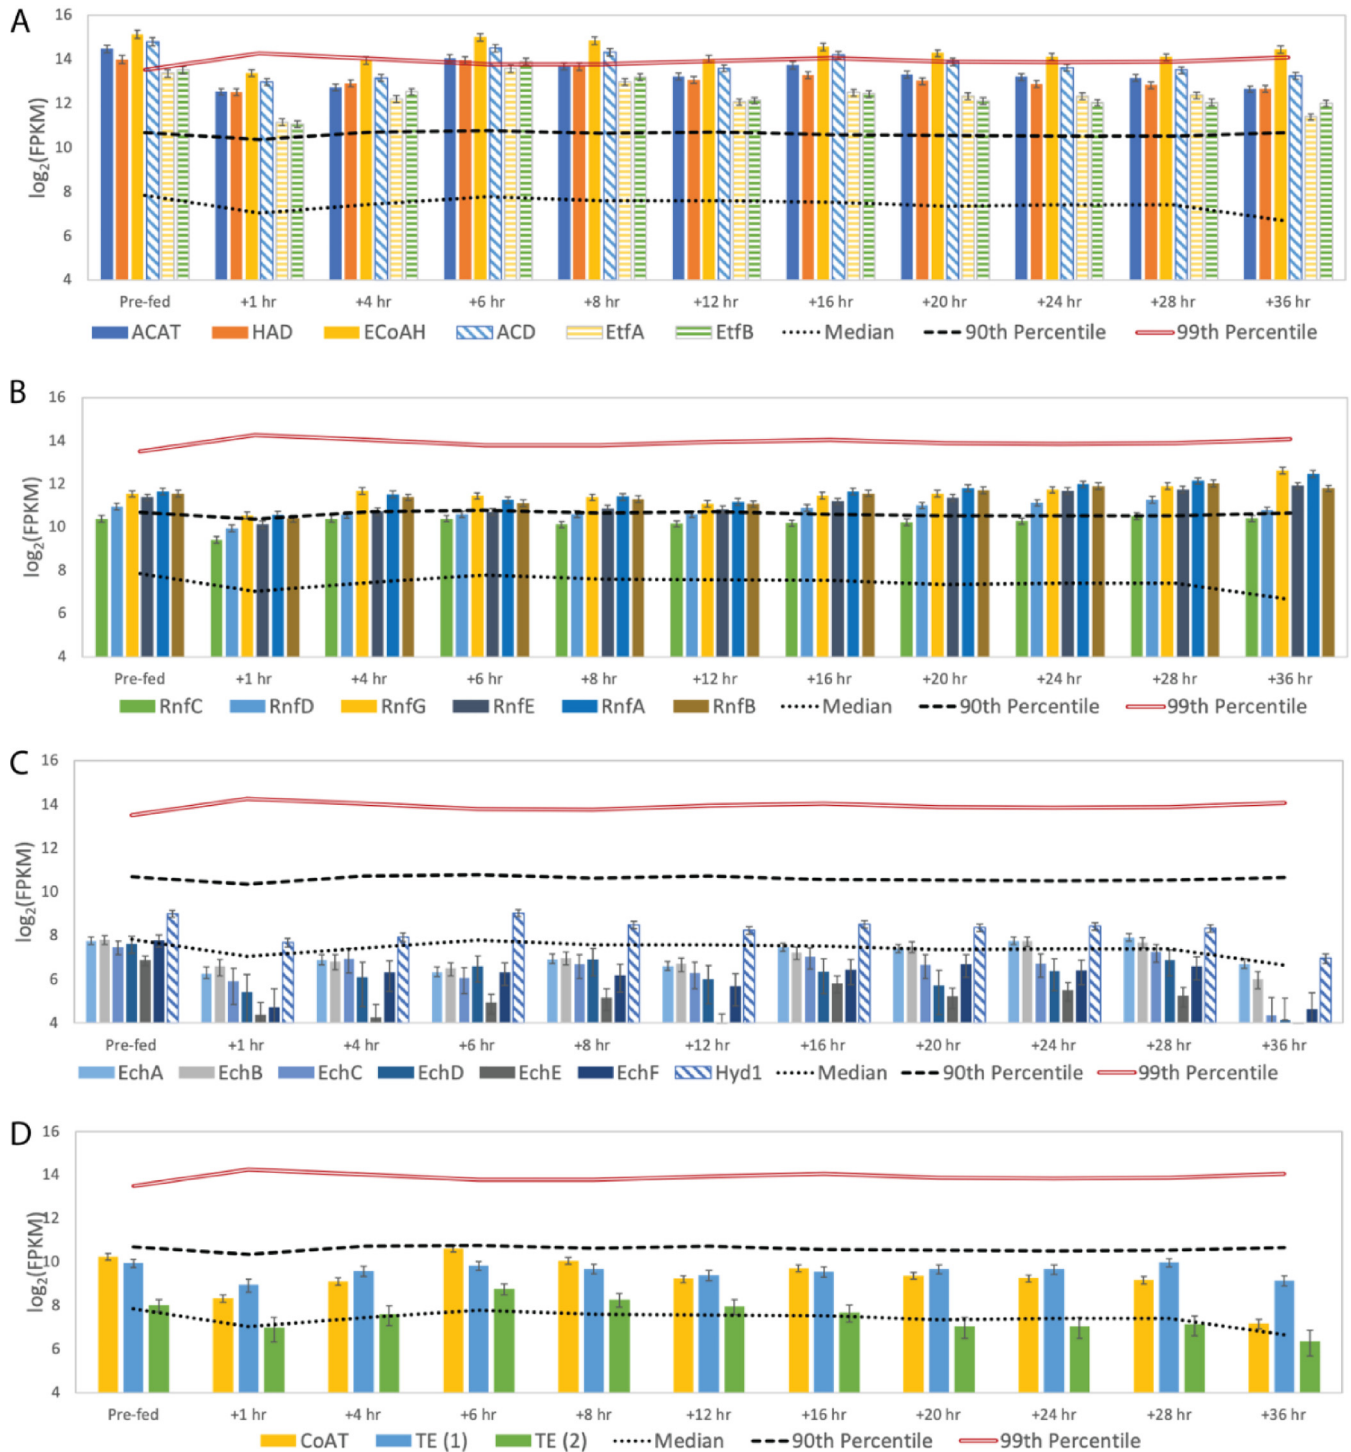 A
16
14
12
10
8
6
4
log2(FPKM)
Pre-fed +1 hr +4 hr +6 hr +8 hr +12 hr +16 hr +20 hr +24 hr +28 hr +36 hr
ACAT HAD ECoAH ACD EtfA EtfB Median 90th Percentile 99th Percentile
B
16
14
12
10
8
6
4
log2(FPKM)
Pre-fed +1 hr +4 hr +6 hr +8 hr +12 hr +16 hr +20 hr +24 hr +28 hr +36 hr
RnfC RnfD RnfG RnfE RnfA RnfB Median 90th Percentile 99th Percentile
C
16
14
12
10
8
6
4
log2(FPKM)
Pre-fed +1 hr +4 hr +6 hr +8 hr +12 hr +16 hr +20 hr +24 hr +28 hr +36 hr
EchA EchB EchC EchD EchE EchF Hyd1 Median 90th Percentile 99th Percentile
D
16
14
12
10
8
6
4
log2(FPKM)
Pre-fed +1 hr +4 hr +6 hr +8 hr +12 hr +16 hr +20 hr +24 hr +28 hr +36 hr
CoAT TE (1) TE (2) Median 90th Percentile 99th Percentile